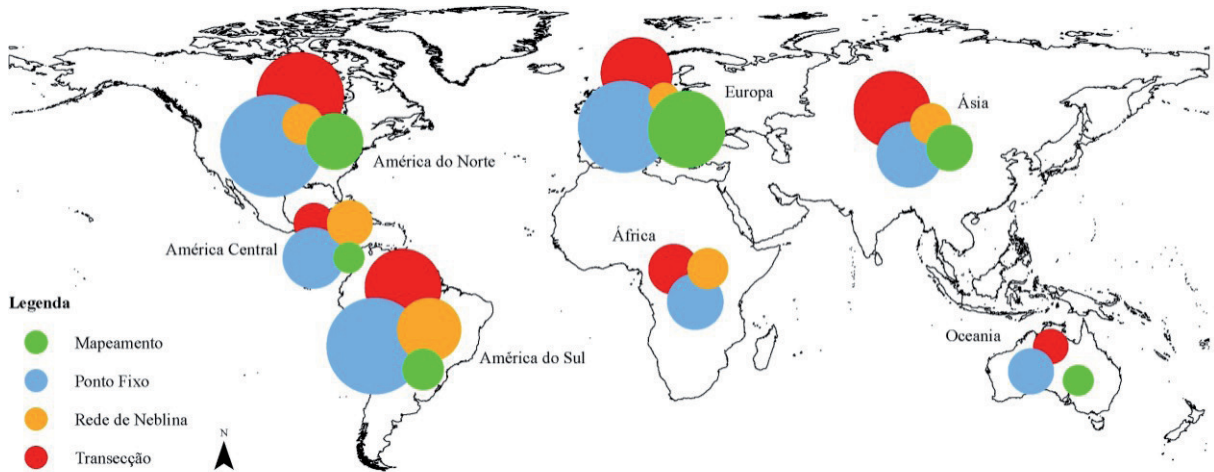 Europa
Ásia
América do Norte
América Central
África
Legenda
Mapeamento
Ponto Fixo
Rede de Neblina
Transecção
América do Sul
Oceania
N